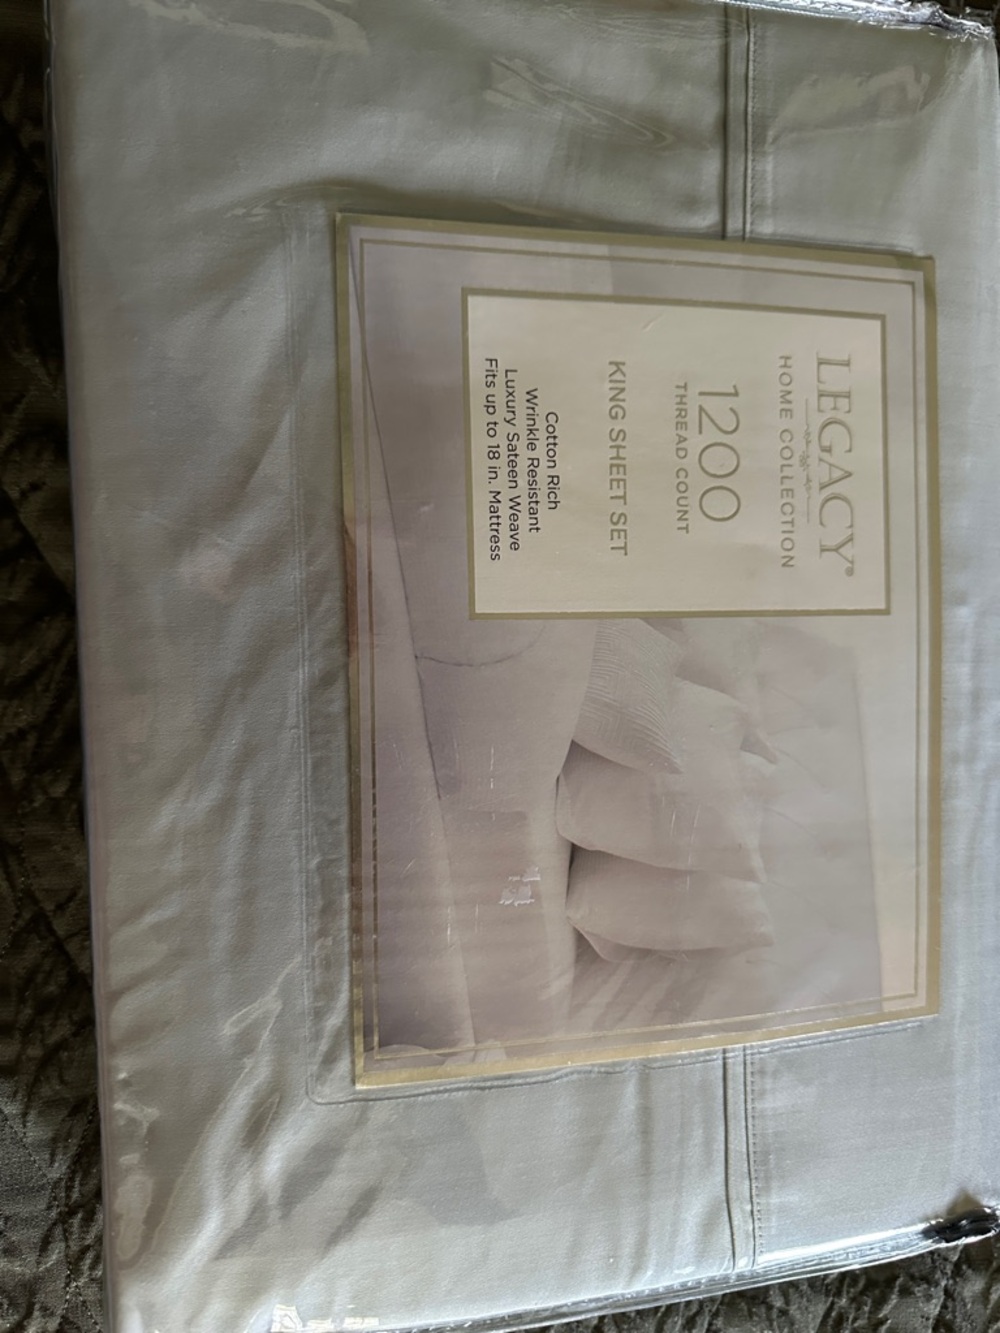 LEGACY®
HOME COLLECTION
1200
THREAD COUNT
KING SHEET SET
Cotton Rich
Wrinkle Resistant
Luxury Sateen Weave
Fits up to 18 in. Mattress